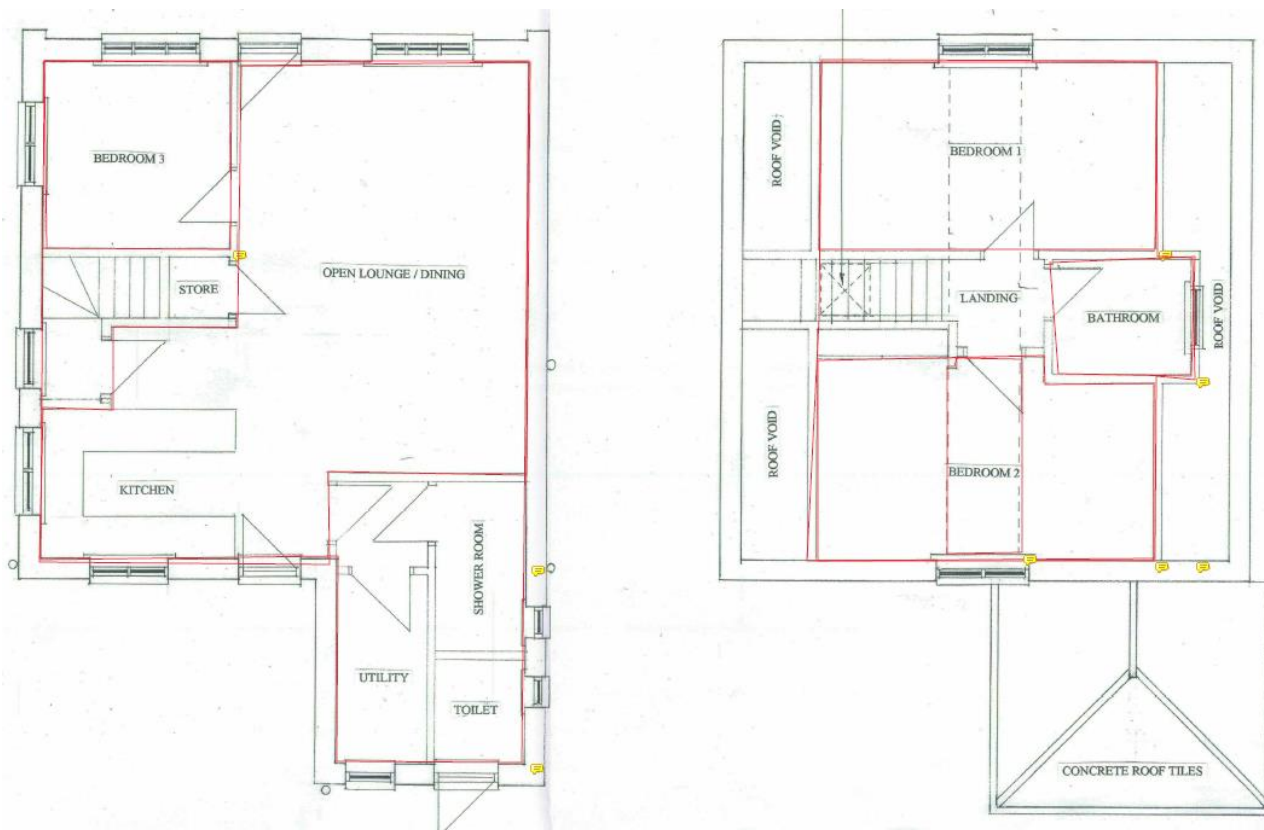 BEDROOM 3
STORE
OPEN LOUNGE / DINING
KITCHEN
SHOWER ROOM
UTILITY
TOILET
ROOF VOID
BEDROOM 1
LANDING
BATHROOM
ROOF VOID
ROOF VOID
BEDROOM 2
CONCRETE ROOF TILES